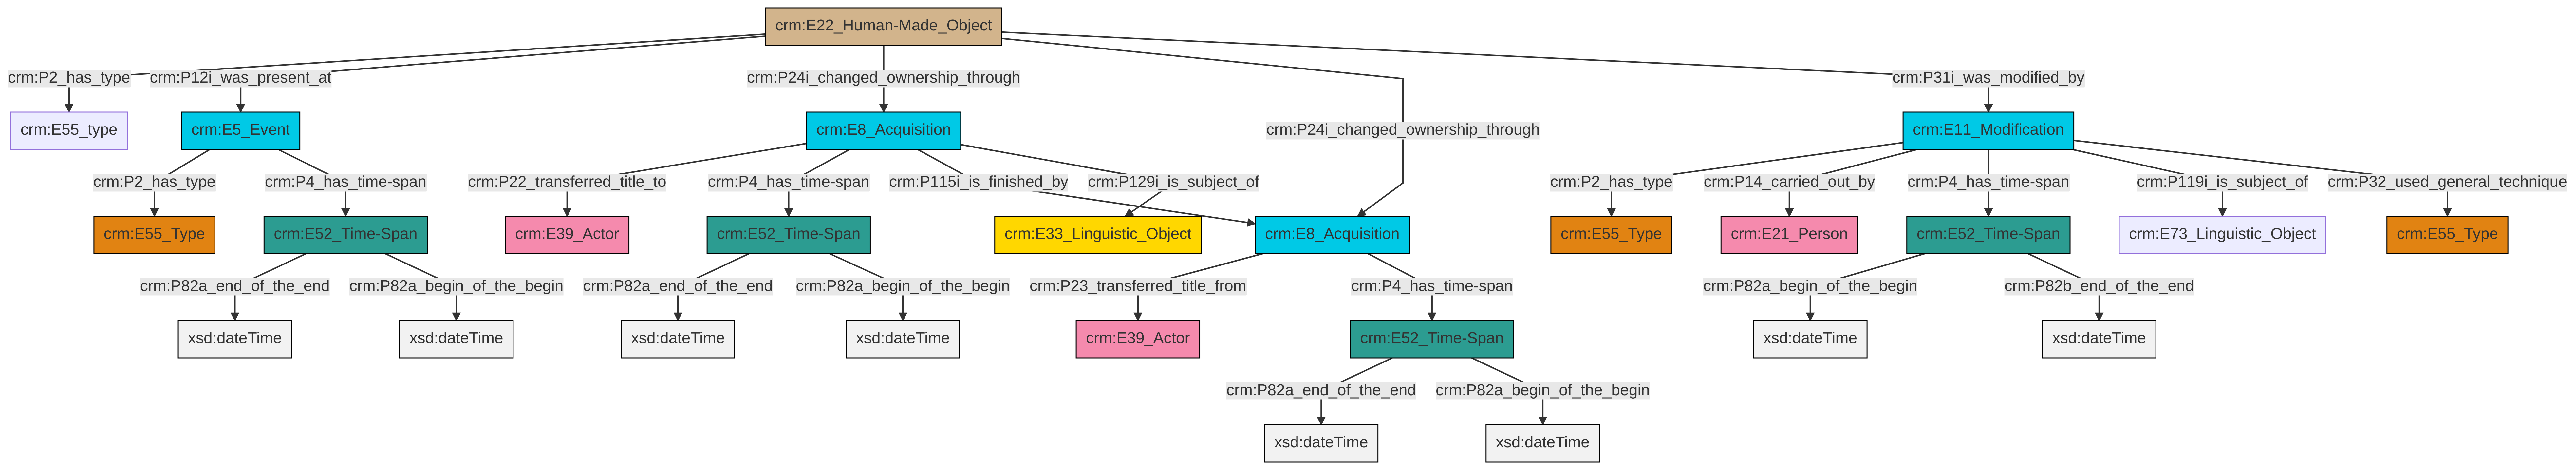 crm:E22_Human-Made_Object
crm:P2_has_type
crm:P12i_was_present_at
crm:P24i_changed_ownership_through
crm:P31i_was_modified_by
crm:E55_type
crm:E5_Event
crm:E8_Acquisition
crm:P24i_changed_ownership_through
crm:E11_Modification
crm:P2_has_type
crm:P4_has_time-span
crm:P22_transferred_title_to
crm:P4_has_time-span
crm:P115i_is_finished_by
crm:P129i_is_subject_of
crm:P2_has_type
crm:P14_carried_out_by
crm:P4_has_time-span
crm:P119i_is_subject_of
crm:P32_used_general_technique
crm:E55_Type
crm:E52_Time-Span
crm:E39_Actor
crm:E52_Time-Span
crm:E33_Linguistic_Object
crm:E8_Acquisition
crm:E55_Type
crm:E21_Person
crm:E52_Time-Span
crm:E73_Linguistic_Object
crm:E55_Type
crm:P82a_end_of_the_end
crm:P82a_begin_of_the_begin
crm:P82a_end_of_the_end
crm:P82a_begin_of_the_begin
crm:P23_transferred_title_from
crm:P4_has_time-span
crm:P82a_begin_of_the_begin
crm:P82b_end_of_the_end
xsd:dateTime
xsd:dateTime
xsd:dateTime
xsd:dateTime
crm:E39_Actor
crm:E52_Time-Span
xsd:dateTime
xsd:dateTime
crm:P82a_end_of_the_end
crm:P82a_begin_of_the_begin
xsd:dateTime
xsd:dateTime